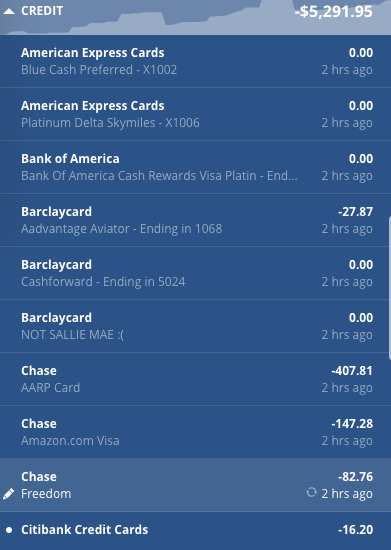 CREDIT -$5,291.95
American Express Cards 0.00
Blue Cash Preferred - X1002 2 hrs ago
American Express Cards 0.00
Platinum Delta Skymiles - X1006 2 hrs ago
Bank of America 0.00
Bank Of America Cash Rewards Visa Platin - End... 2 hrs ago
Barclaycard -27.87
Aadvantage Aviator - Ending in 1068 2 hrs ago
Barclaycard 0.00
Cashforward - Ending in 5024 2 hrs ago
Barclaycard 0.00
NOT SALLIE MAE :( 2 hrs ago
Chase -407.81
AARP Card 2 hrs ago
Chase -147.28
Amazon.com Visa 2 hrs ago
Chase -82.76
Freedom 2 hrs ago
Citibank Credit Cards -16.20